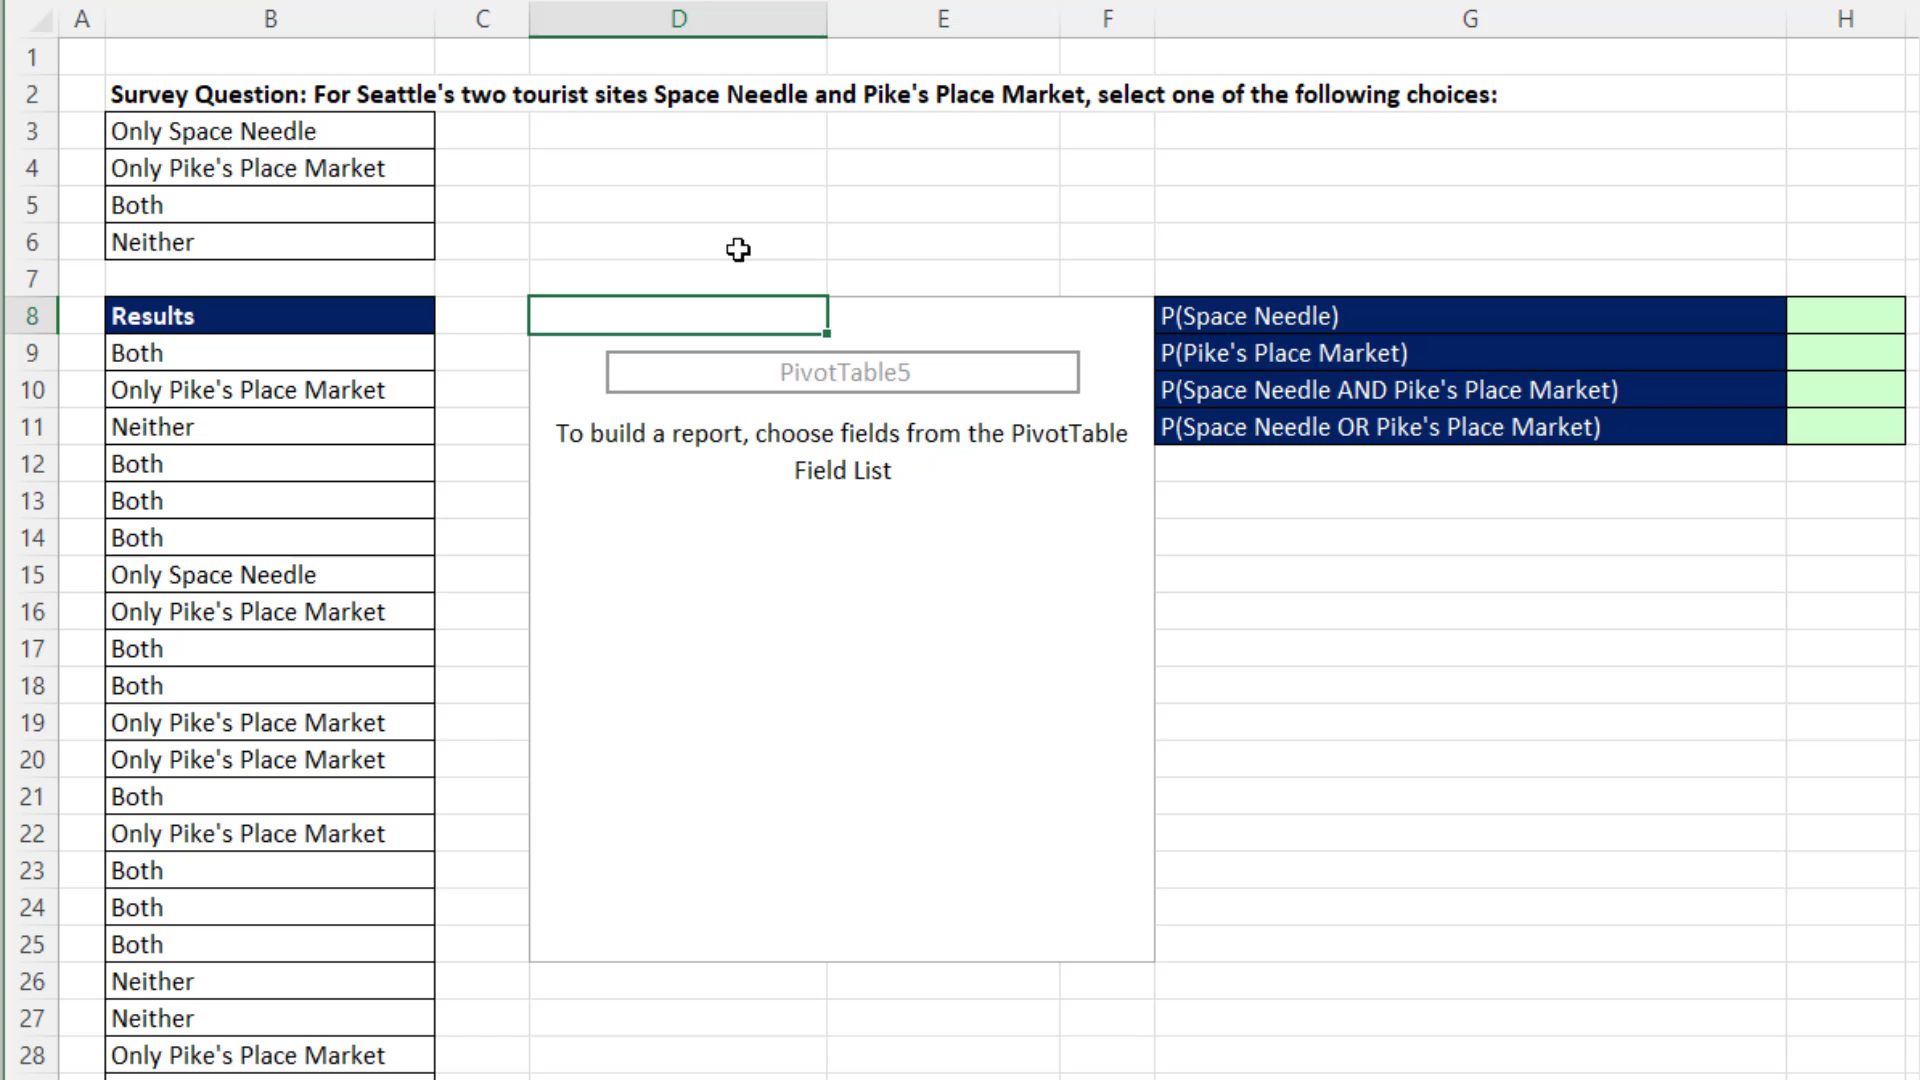 A B C D E F G H
1
2 Survey Question: For Seattle's two tourist sites Space Needle and Pike's Place Market, select one of the following choices:
3 Only Space Needle
4 Only Pike's Place Market
5 Both
6 Neither
7
8 Results P(Space Needle)
9 Both PivotTable5 P(Pike's Place Market)
10 Only Pike's Place Market P(Space Needle AND Pike's Place Market)
11 Neither To build a report, choose fields from the PivotTable P(Space Needle OR Pike's Place Market)
12 Both Field List
13 Both
14 Both
15 Only Space Needle
16 Only Pike's Place Market
17 Both
18 Both
19 Only Pike's Place Market
20 Only Pike's Place Market
21 Both
22 Only Pike's Place Market
23 Both
24 Both
25 Both
26 Neither
27 Neither
28 Only Pike's Place Market